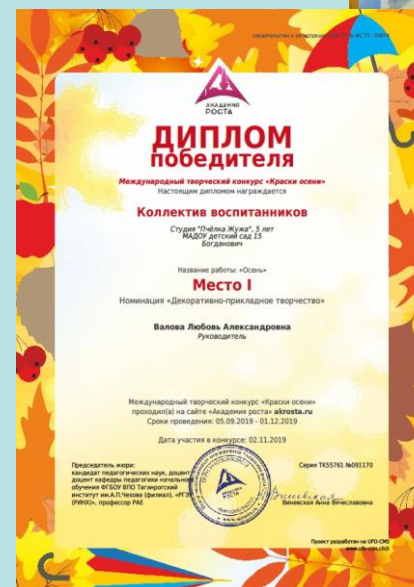 АКАДЕМИЯ
РОСТА
ДИПЛОМ
победителя
Международный творческий конкурс «Краски осени»
Настоящим дипломом награждается
Коллектив воспитанников
Студия "Пчёлка Жужа", 5 лет
МАДОУ детский сад 15
Богданович
Название работы: «Осень»
Место I
Номинация «Декоративно-прикладное творчество»
Валова Любовь Александровна
Руководитель
Международный творческий конкурс «Краски осени»
проходил(а) на сайте «Академия роста» akrosta.ru
Сроки проведения: 05.09.2019 - 01.12.2019
Дата участия в конкурсе: 02.11.2019
Председатель жюри:
кандидат педагогических наук, доцент
доцент кафедры педагогики начального
обучения ФГБОУ ВПО Таганрогский
институт им.А.П.Чехова (филиал), «РГЭУ
(РИНХ)», профессор РАЕ
Серия ТК55761 №091170
Виневская Анна Вячеславовна
Проект разработан на UPD-CMS